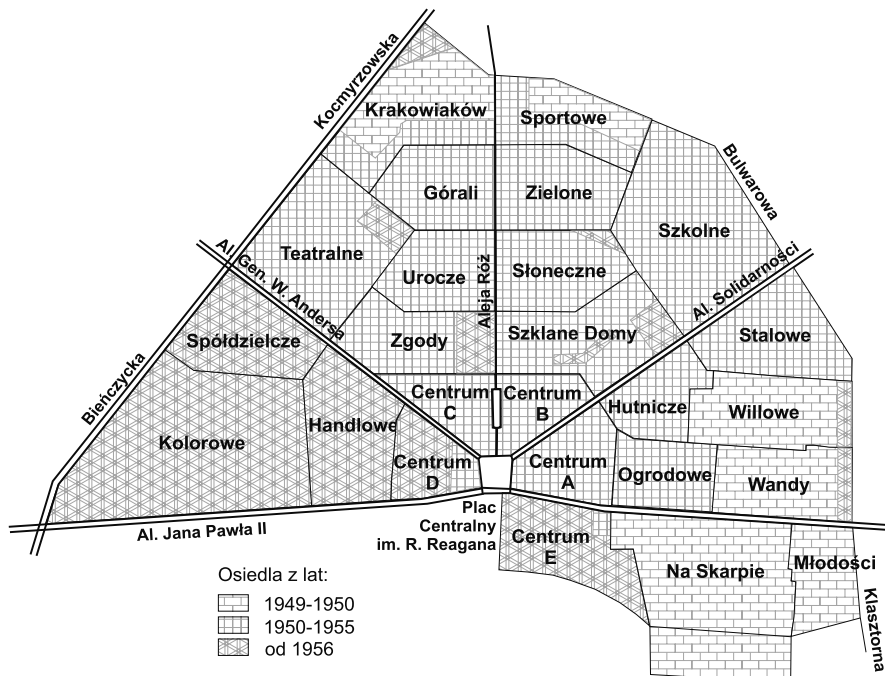 Kocmyrzowska
Krakowiaków
Sportowe
Bulwarowa
Górali
Zielone
Szkolne
Teatralne
Al. Gen. W. Andersa
Urocze
Aleja Róż
Słoneczne
Al. Solidarności
Spółdzielcze
Zgody
Szklane Domy
Stalowe
Bieńczycka
Centrum
C
Centrum
B
Hutnicze
Willowe
Kolorowe
Handlowe
Centrum
D
Centrum
A
Ogrodowe
Wandy
Al. Jana Pawła II
Plac
Centralny
im. R. Reagana
Centrum
E
Na Skarpie
Młodości
Klasztorna
Osiedla z lat:
1949-1950
1950-1955
od 1956